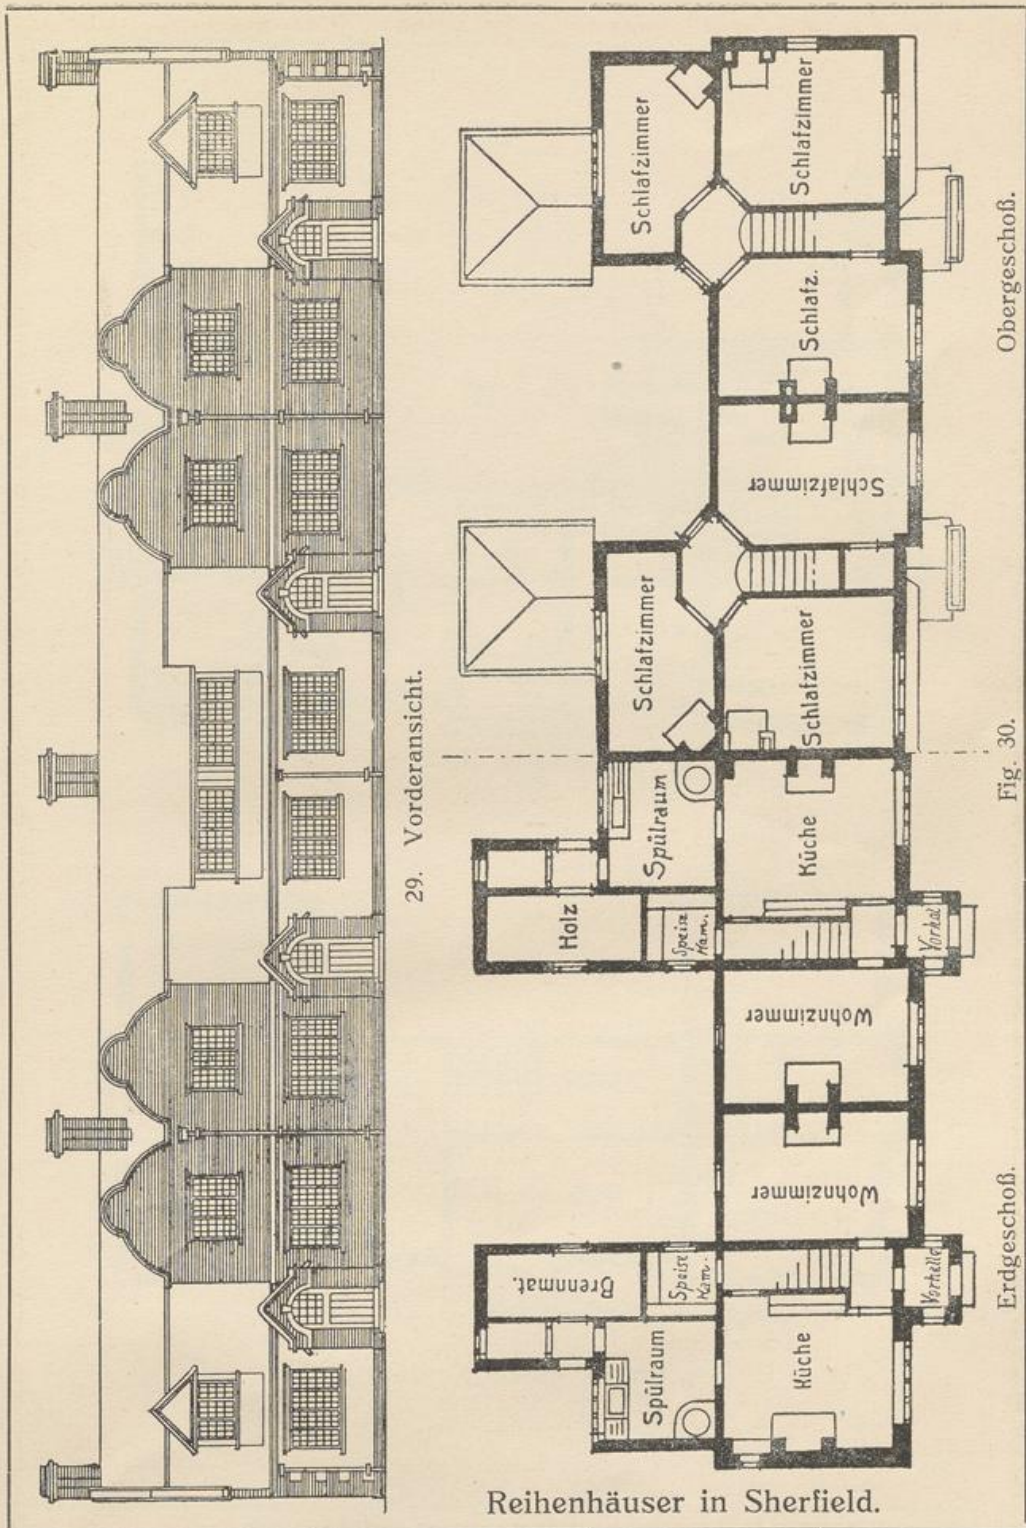 29. Vorderansicht.
Schlafzimmer
Schlafzimmer
Schlafz.
Schlafzimmer
Schlafzimmer
Schlafzimmer
Obergeschoß.
Fig. 30.
Spülraum
Küche
Holz
Speise
Kam.
Vorhal
Wohnzimmer
Wohnzimmer
Brennmat.
Speise
Kam.
Vorhalle
Spülraum
Küche
Erdgeschoß.
Reihenhäuser in Sherfield.